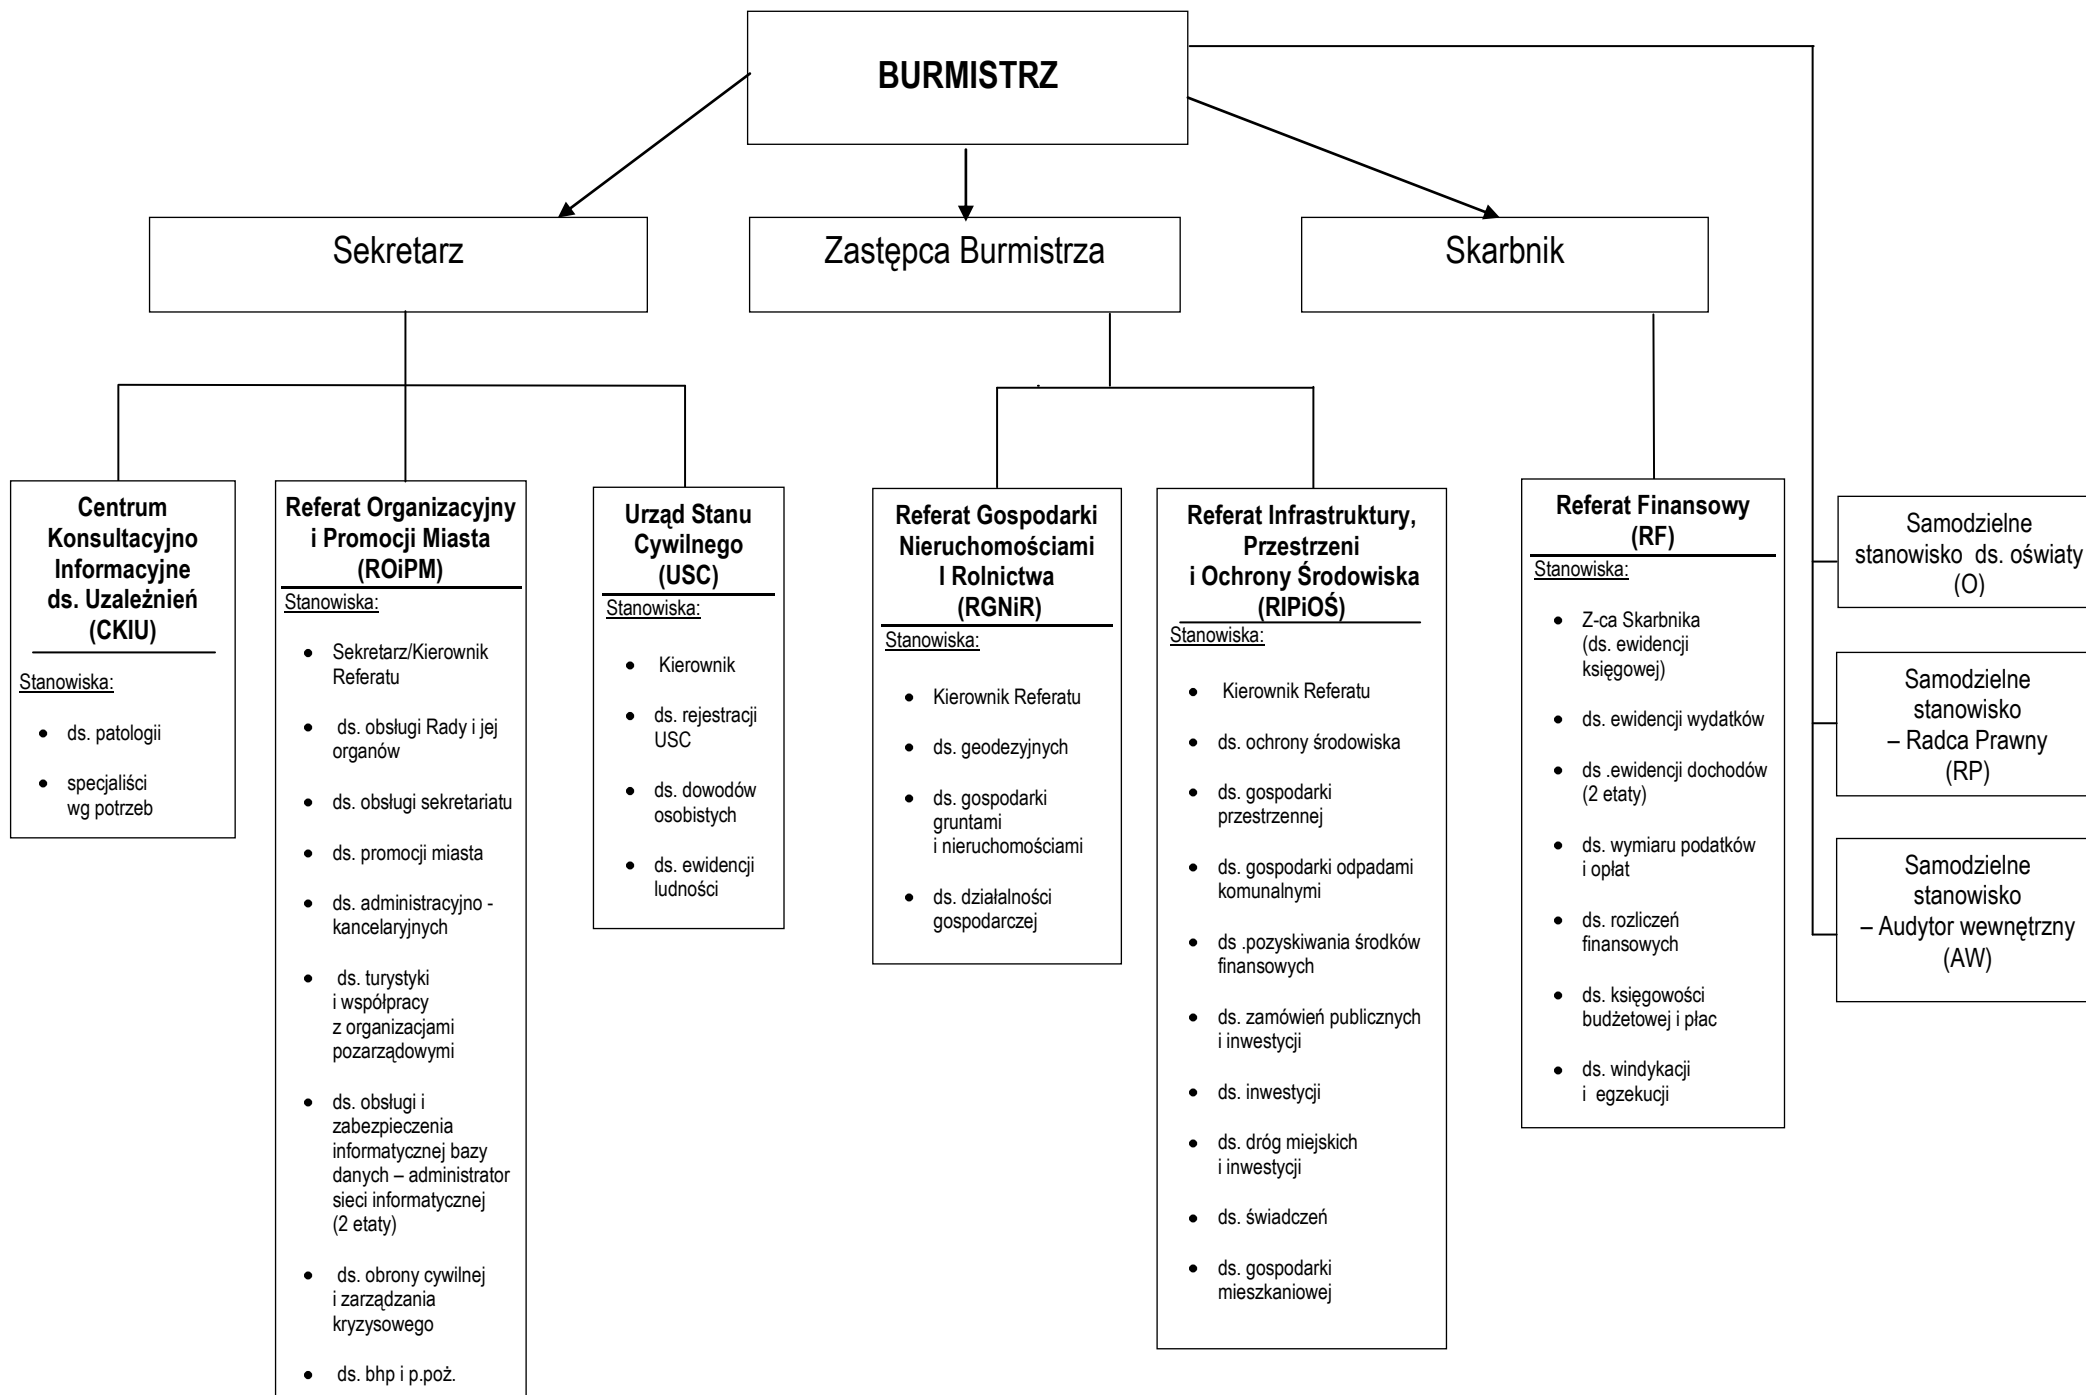 BURMISTRZ
Sekretarz
Zastępca Burmistrza
Skarbnik
Centrum
Konsultacyjno
Informacyjne
ds. Uzależnień
(CKIU)
Stanowiska:
ds. patologii
specjaliści
wg potrzeb
Referat Organizacyjny
i Promocji Miasta
(ROiPM)
Stanowiska:
Sekretarz/Kierownik
Referatu
ds. obsługi Rady i jej
organów
ds. obsługi sekretariatu
ds. promocji miasta
ds. administracyjno -
kancelaryjnych
ds. turystyki
i współpracy
z organizacjami
pozarządowymi
ds. obsługi i
zabezpieczenia
informatycznej bazy
danych – administrator
sieci informatycznej
(2 etaty)
ds. obrony cywilnej
i zarządzania
kryzysowego
ds. bhp i p.poż.
Urząd Stanu
Cywilnego
(USC)
Stanowiska:
Kierownik
ds. rejestracji
USC
ds. dowodów
osobistych
ds. ewidencji
ludności
Referat Gospodarki
Nieruchomościami
I Rolnictwa
(RGNiR)
Stanowiska:
Kierownik Referatu
ds. geodezyjnych
ds. gospodarki
gruntami
i nieruchomościami
ds. działalności
gospodarczej
Referat Infrastruktury,
Przestrzeni
i Ochrony Środowiska
(RIPiOŚ)
Stanowiska:
Kierownik Referatu
ds. ochrony środowiska
ds. gospodarki
przestrzennej
ds. gospodarki odpadami
komunalnymi
ds .pozyskiwania środków
finansowych
ds. zamówień publicznych
i inwestycji
ds. inwestycji
ds. dróg miejskich
i inwestycji
ds. świadczeń
ds. gospodarki
mieszkaniowej
Referat Finansowy
(RF)
Stanowiska:
Z-ca Skarbnika
(ds. ewidencji
księgowej)
ds. ewidencji wydatków
ds .ewidencji dochodów
(2 etaty)
ds. wymiaru podatków
i opłat
ds. rozliczeń
finansowych
ds. księgowości
budżetowej i płac
ds. windykacji
i egzekucji
Samodzielne
stanowisko ds. oświaty
(O)
Samodzielne
stanowisko
– Radca Prawny
(RP)
Samodzielne
stanowisko
– Audytor wewnętrzny
(AW)